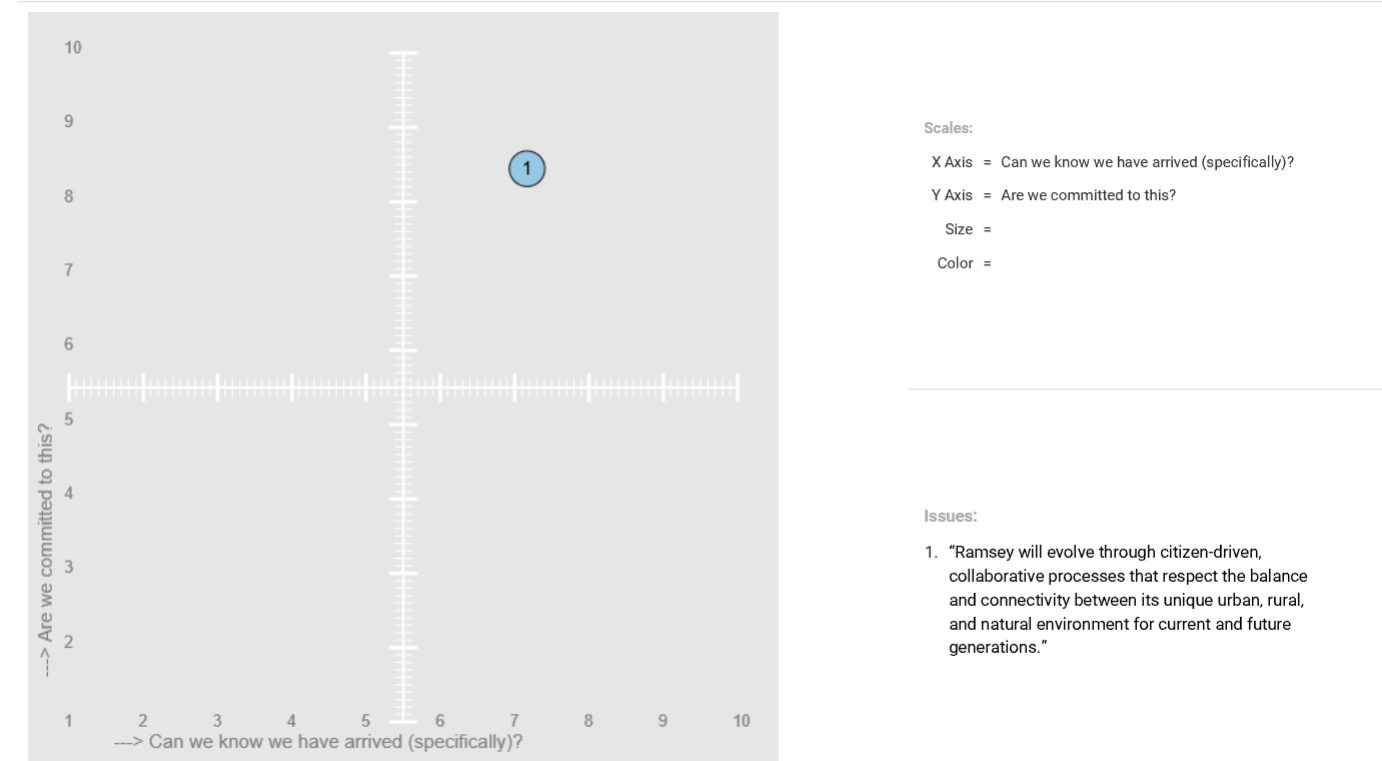 10
9
1
8
7
6
5
4
3
2
---> Are we committed to this?
1 2 3 4 5 6 7 8 9 10
---> Can we know we have arrived (specifically)?
Scales:
X Axis = Can we know we have arrived (specifically)?
Y Axis = Are we committed to this?
Size =
Color =
Issues:
1. “Ramsey will evolve through citizen-driven,
collaborative processes that respect the balance
and connectivity between its unique urban, rural,
and natural environment for current and future
generations.”